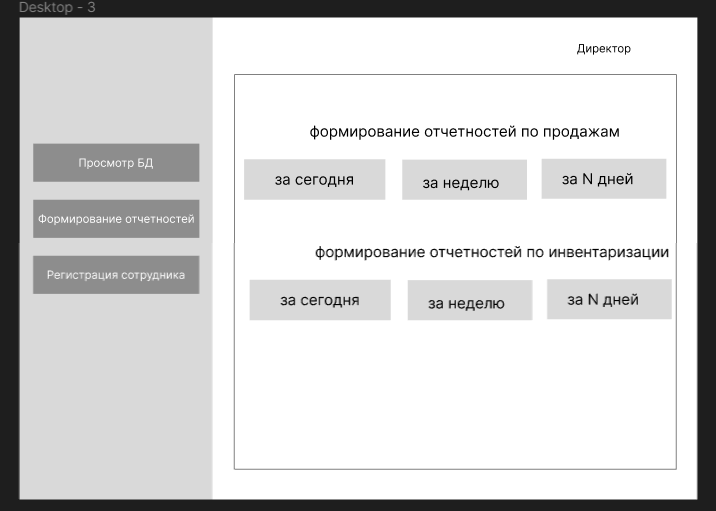 Desktop - 3
Директор
Просмотр БД
Формирование отчетностей
Регистрация сотрудника
формирование отчетностей по продажам
за сегодня
за неделю
за N дней
формирование отчетностей по инвентаризации
за сегодня
за неделю
за N дней